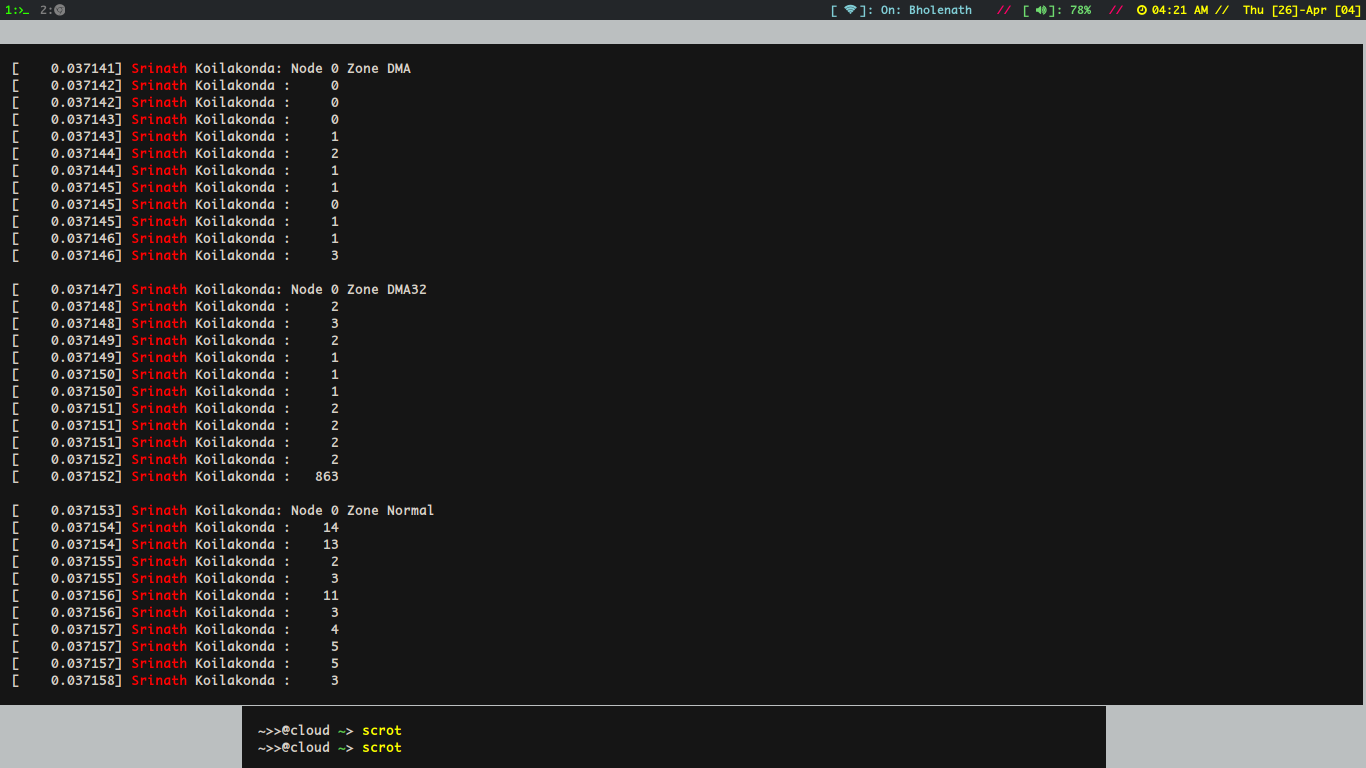 1:>_ 2:
[ ]: On: Bholenath // [ ]: 78% // 04:21 AM // Thu [26]-Apr [04]
[    0.037141] Srinath Koilakonda: Node 0 Zone DMA
[    0.037142] Srinath Koilakonda :     0
[    0.037142] Srinath Koilakonda :     0
[    0.037143] Srinath Koilakonda :     0
[    0.037143] Srinath Koilakonda :     1
[    0.037144] Srinath Koilakonda :     2
[    0.037144] Srinath Koilakonda :     1
[    0.037145] Srinath Koilakonda :     1
[    0.037145] Srinath Koilakonda :     0
[    0.037145] Srinath Koilakonda :     1
[    0.037146] Srinath Koilakonda :     1
[    0.037146] Srinath Koilakonda :     3
[    0.037147] Srinath Koilakonda: Node 0 Zone DMA32
[    0.037148] Srinath Koilakonda :     2
[    0.037148] Srinath Koilakonda :     3
[    0.037149] Srinath Koilakonda :     2
[    0.037149] Srinath Koilakonda :     1
[    0.037150] Srinath Koilakonda :     1
[    0.037150] Srinath Koilakonda :     1
[    0.037151] Srinath Koilakonda :     2
[    0.037151] Srinath Koilakonda :     2
[    0.037151] Srinath Koilakonda :     2
[    0.037152] Srinath Koilakonda :     2
[    0.037152] Srinath Koilakonda :   863
[    0.037153] Srinath Koilakonda: Node 0 Zone Normal
[    0.037154] Srinath Koilakonda :    14
[    0.037154] Srinath Koilakonda :    13
[    0.037155] Srinath Koilakonda :     2
[    0.037155] Srinath Koilakonda :     3
[    0.037156] Srinath Koilakonda :    11
[    0.037156] Srinath Koilakonda :     3
[    0.037157] Srinath Koilakonda :     4
[    0.037157] Srinath Koilakonda :     5
[    0.037157] Srinath Koilakonda :     5
[    0.037158] Srinath Koilakonda :     3
~>>@cloud ~> scrot
~>>@cloud ~> scrot